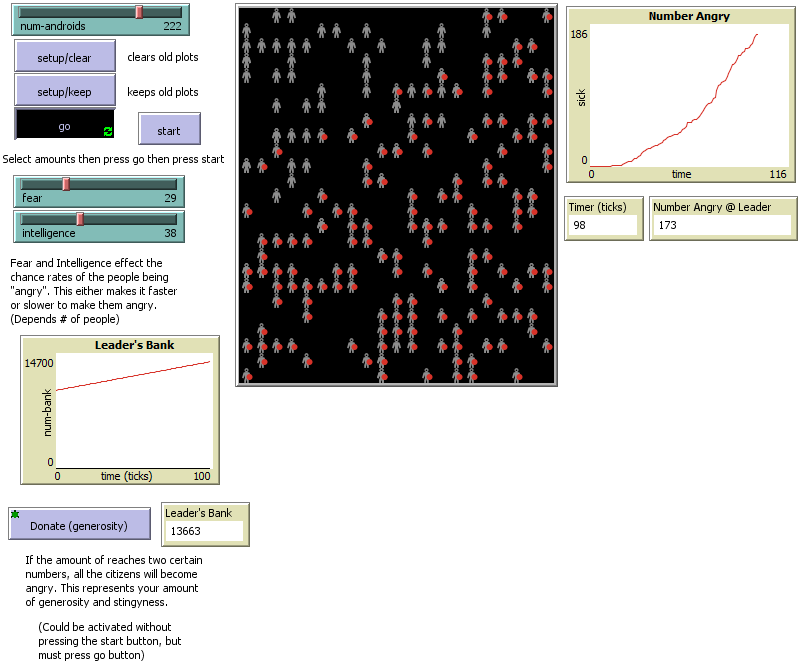 num-androids 222
setup/clear
clears old plots
setup/keep
keeps old plots
go
start
Select amounts then press go then press start
fear 29
intelligence 38
Fear and Intelligence effect the
chance rates of the people being
"angry". This either makes it faster
or slower to make them angry.
(Depends # of people)
Leader's Bank
14700
num-bank
0
0 time (ticks) 100
Donate (generosity)
Leader's Bank
13663
If the amount of reaches two certain
numbers, all the citizens will become
angry. This represents your amount
of generosity and stingyness.
(Could be activated without
pressing the start button, but
must press go button)
Number Angry
186
sick
0
0 time 116
Timer (ticks)
98
Number Angry @ Leader
173